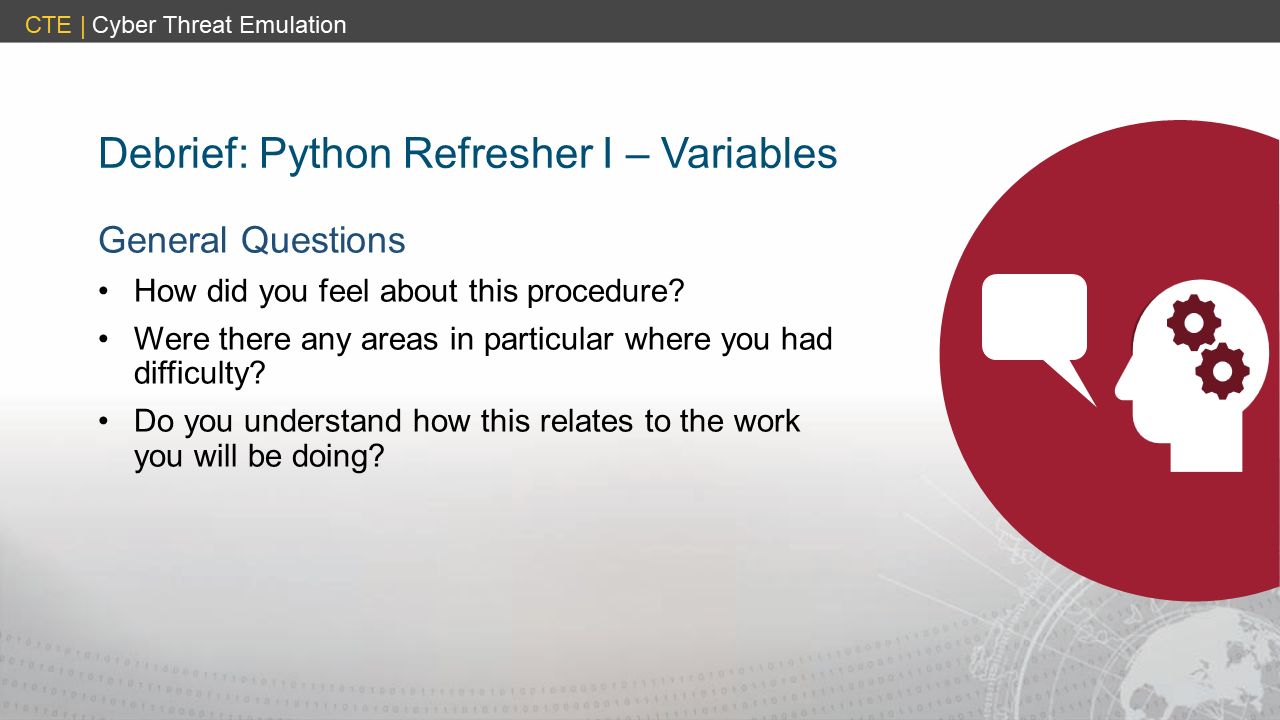 CTE | Cyber Threat Emulation
Debrief: Python Refresher I – Variables
General Questions
• How did you feel about this procedure?
• Were there any areas in particular where you had
difficulty?
• Do you understand how this relates to the work
you will be doing?